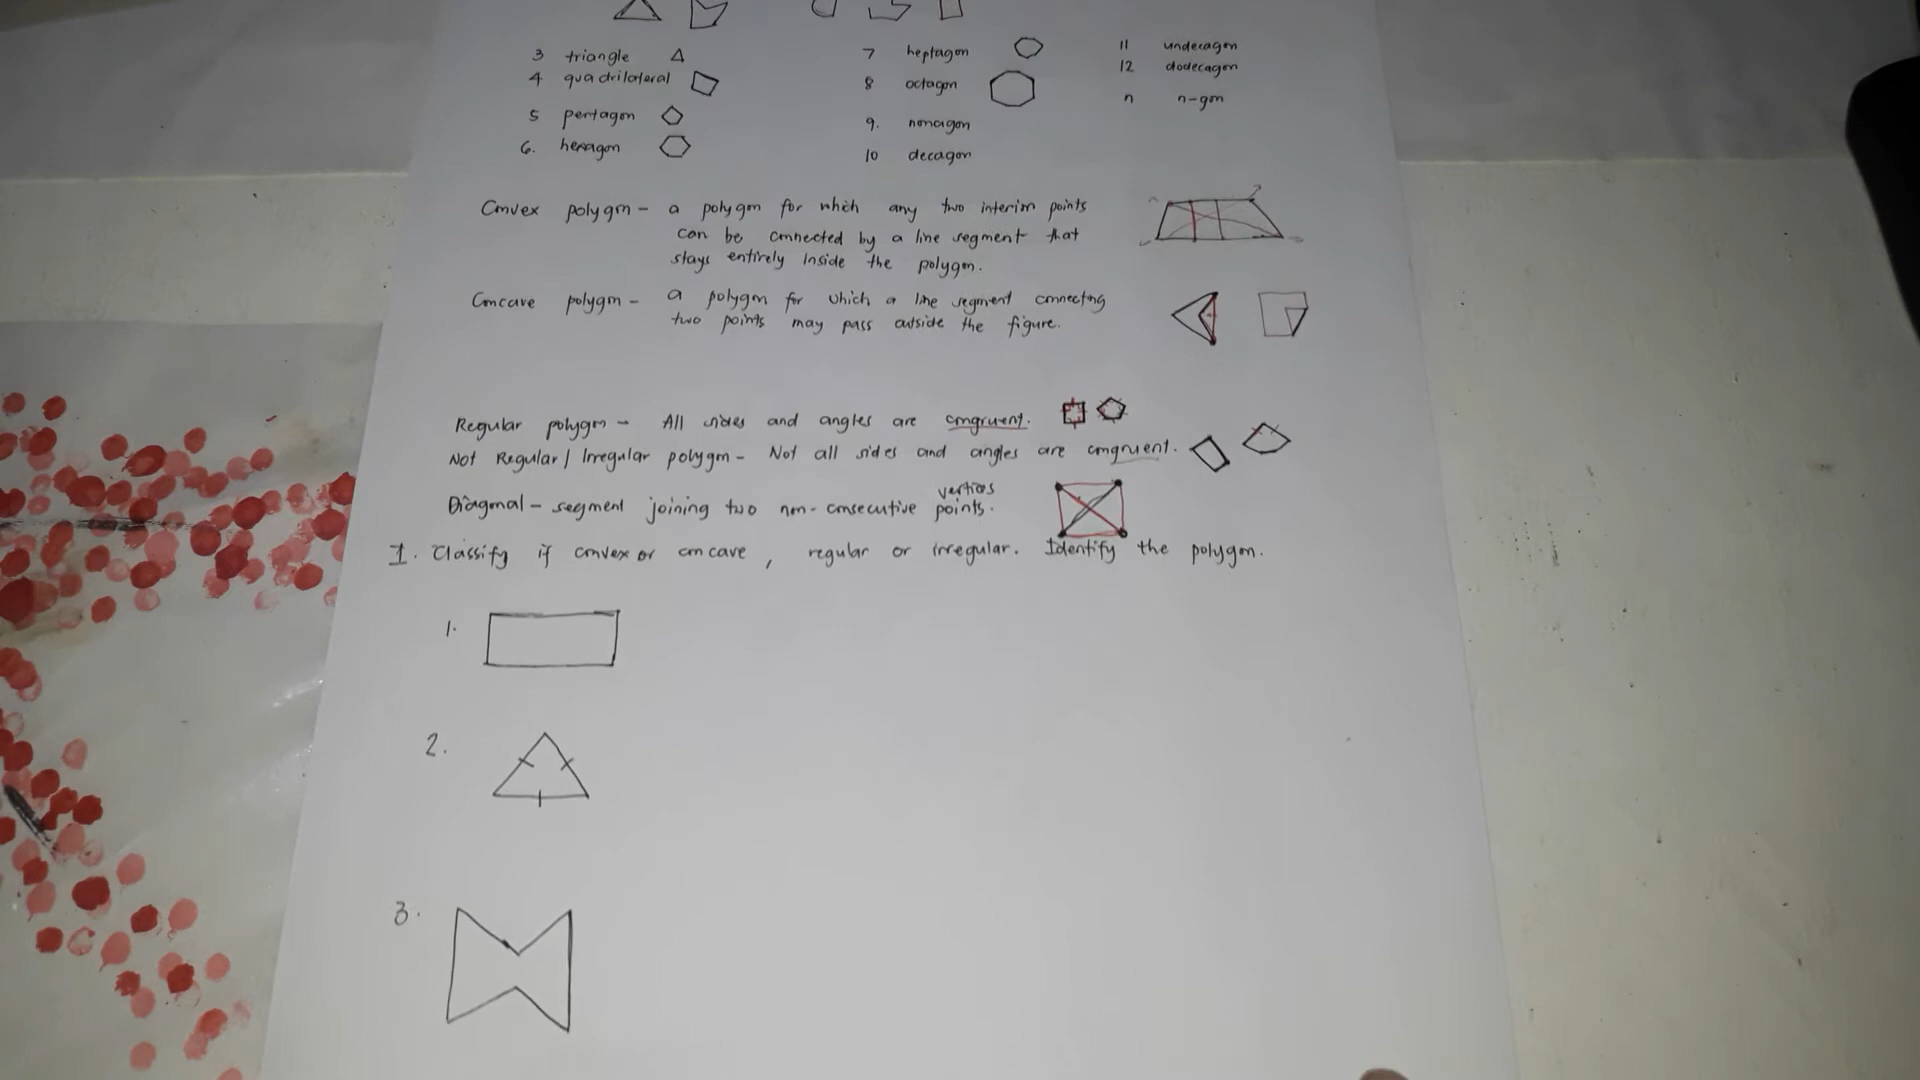 3 triangle
4 quadrilateral
5 pentagon
6. hexagon
7 heptagon
8 octagon
9. nonagon
10 decagon
11 undecagon
12 dodecagon
n n-gon
Convex polygon - a polygon for which any two interior points
can be connected by a line segment that
stays entirely inside the polygon.
Concave polygon - a polygon for which a line segment connecting
two points may pass outside the figure.
Regular polygon - All sides and angles are congruent.
Not Regular / Irregular polygon - Not all sides and angles are congruent.
Diagonal - segment joining two non-consecutive vertices points.
I. Classify if convex or concave, regular or irregular. Identify the polygon.
1.
2.
3.